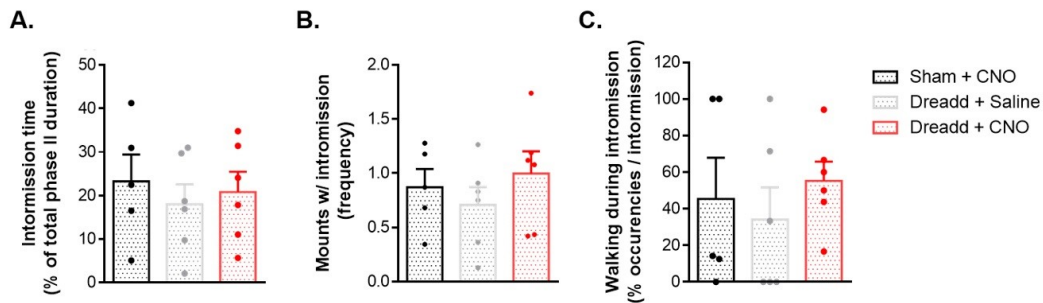 A.
Intormission time
(% of total phase II duration)
50
40
30
20
10
0
B.
Mounts w/ intromission
(frequency)
2.0
1.5
1.0
0.5
0.0
C.
Walking during intromission
(% occurencies / intormission)
120
100
80
60
40
20
0
Sham + CNO
Dreadd + Saline
Dreadd + CNO